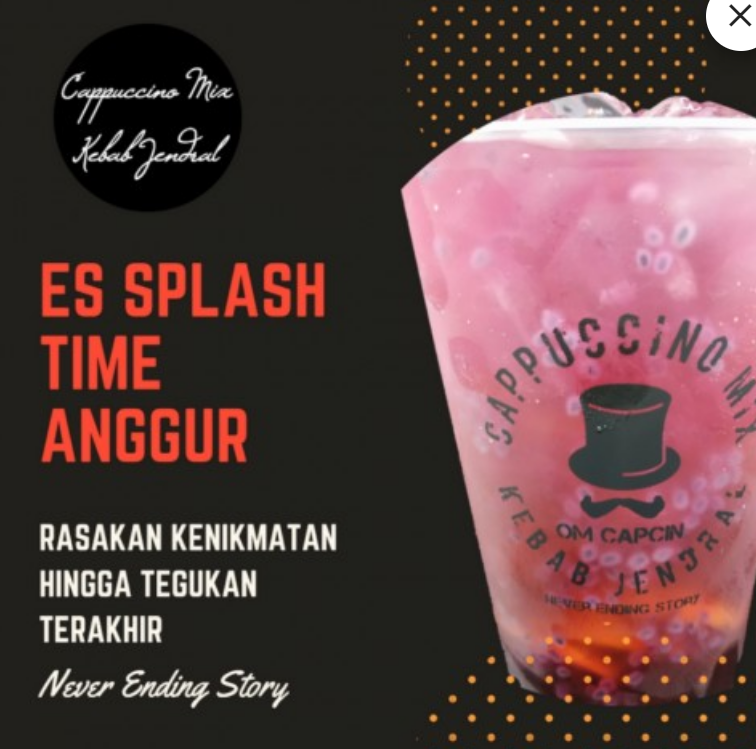 Cappuccino Mix
Kebab Jendral
ES SPLASH
TIME
ANGGUR
RASAKAN KENIKMATAN
HINGGA TEGUKAN
TERAKHIR
Never Ending Story
CAPPUCCINO MIX
OM CAPCIN
KEBAB JENDRAL
NEVER ENDING STORY